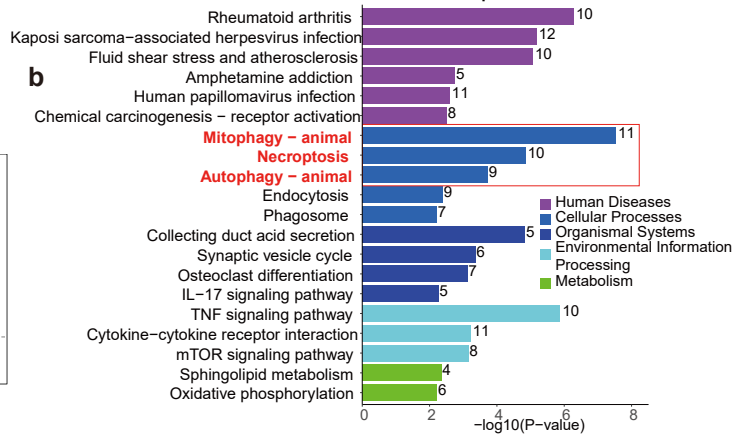 b
Rheumatoid arthritis 10
Kaposi sarcoma−associated herpesvirus infection 12
Fluid shear stress and atherosclerosis 10
Amphetamine addiction 5
Human papillomavirus infection 11
Chemical carcinogenesis − receptor activation 8
Mitophagy − animal 11
Necroptosis 10
Autophagy − animal 9
Endocytosis 9
Phagosome 7
Collecting duct acid secretion 5
Synaptic vesicle cycle 6
Osteoclast differentiation 7
IL−17 signaling pathway 5
TNF signaling pathway 10
Cytokine−cytokine receptor interaction 11
mTOR signaling pathway 8
Sphingolipid metabolism 4
Oxidative phosphorylation 6
Human Diseases
Cellular Processes
Organismal Systems
Environmental Information
Processing
Metabolism
0 2 4 6 8
−log10(P−value)